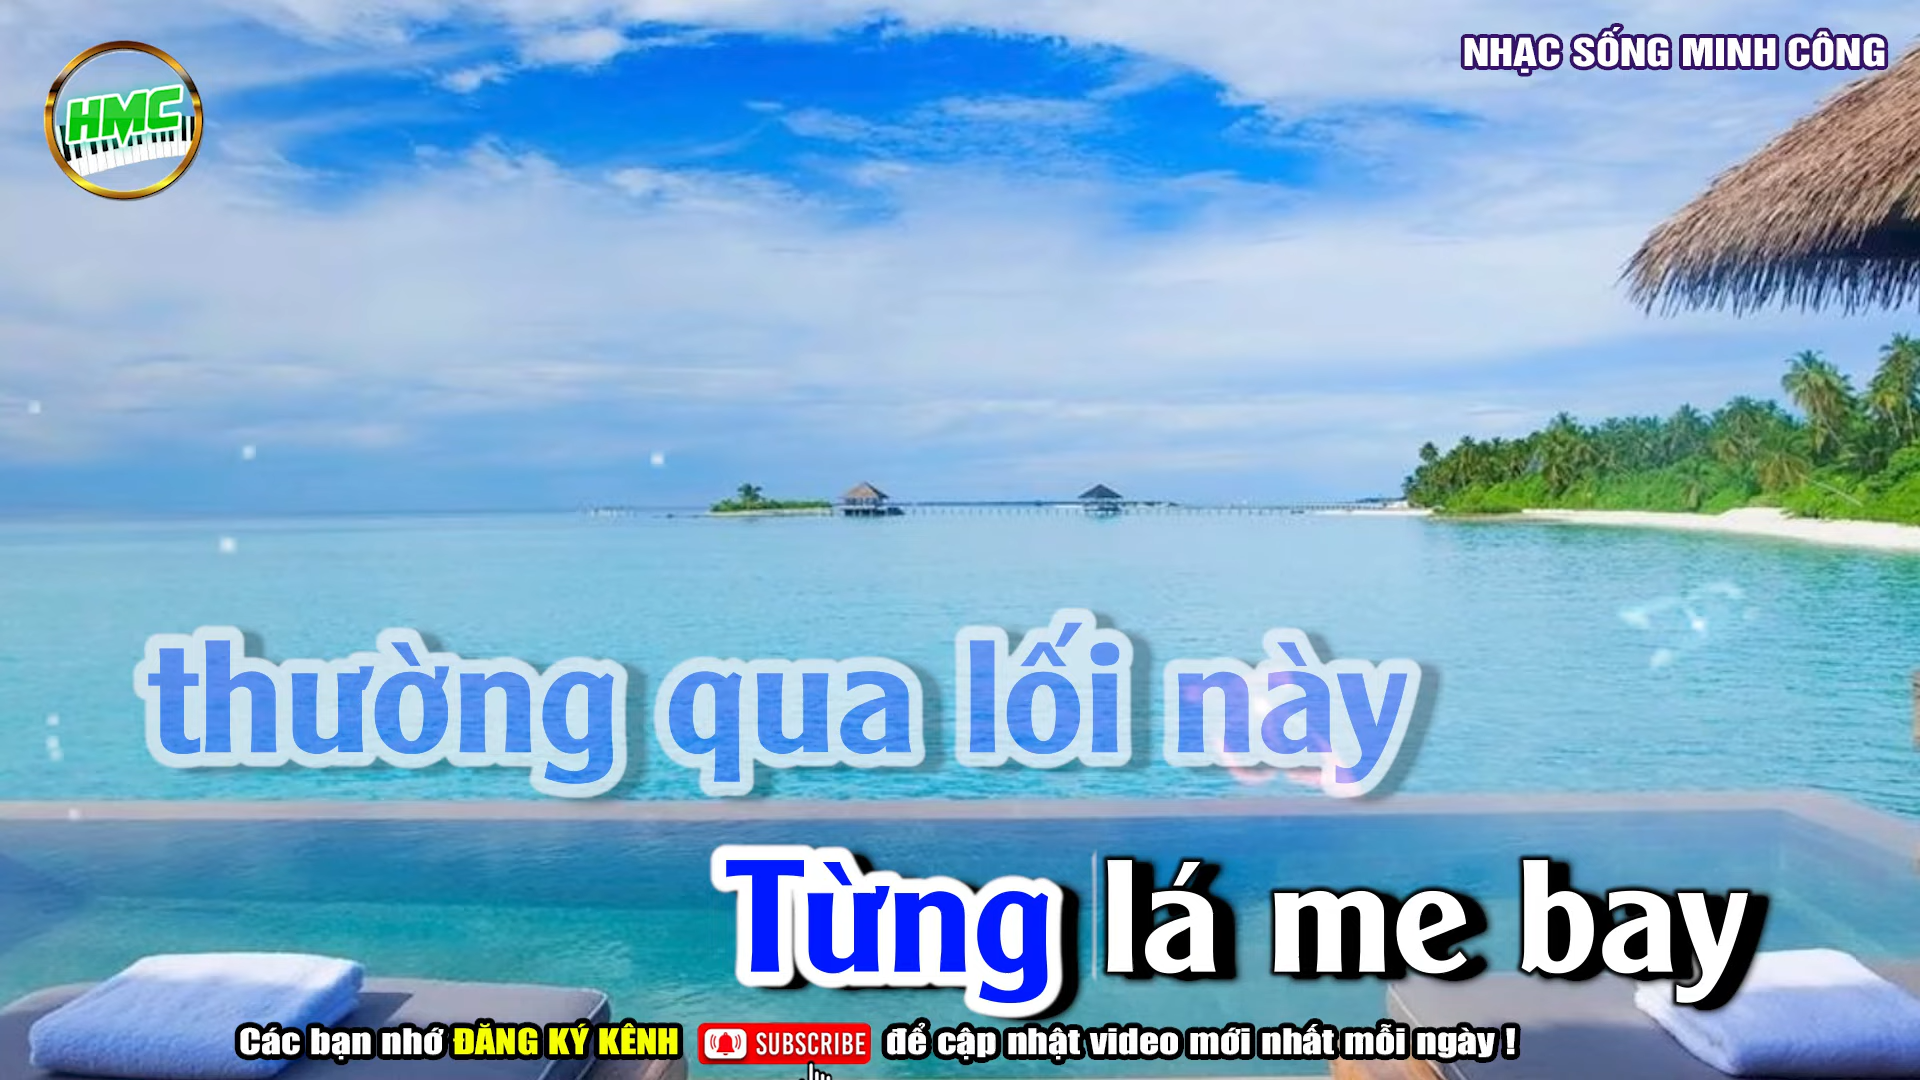 HMC
NHẠC SỐNG MINH CÔNG
thường qua lối này
Từng lá me bay
Các bạn nhớ ĐĂNG KÝ KÊNH SUBSCRIBE để cập nhật video mới nhất mỗi ngày !